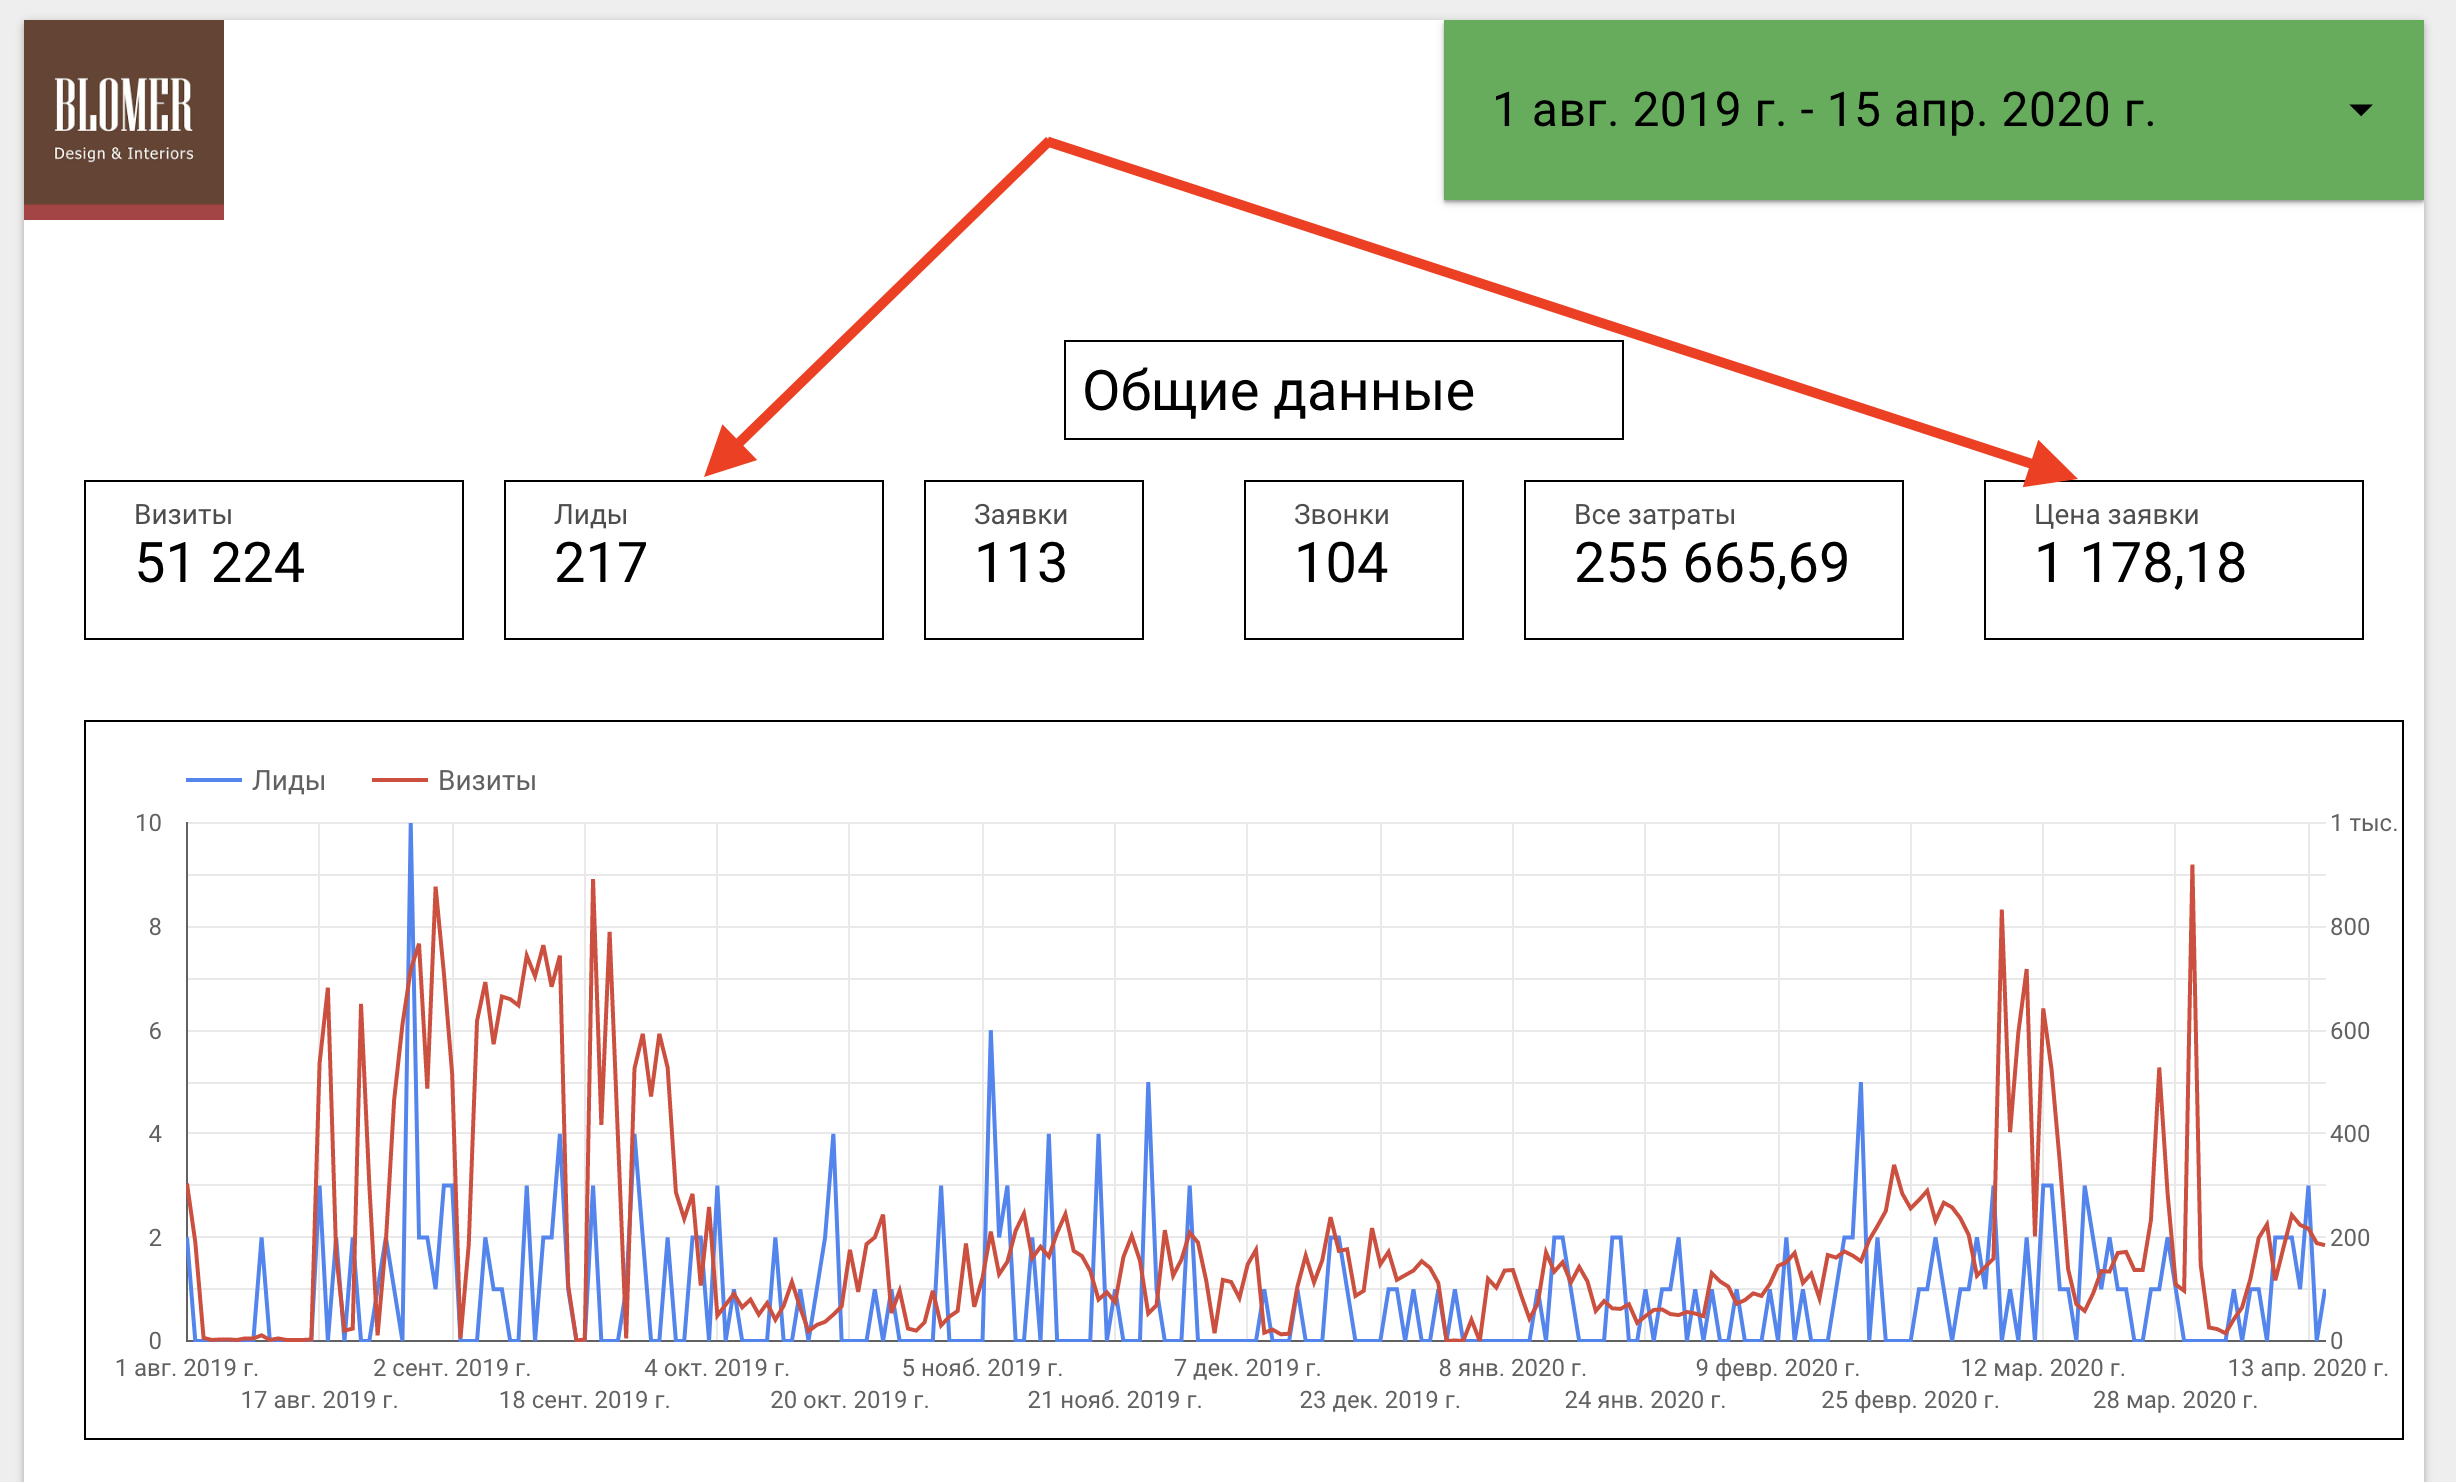 BLOMER
Design & Interiors
1 авг. 2019 г. - 15 апр. 2020 г.
Общие данные
Визиты
51 224
Лиды
217
Заявки
113
Звонки
104
Все затраты
255 665,69
Цена заявки
1 178,18
Лиды
Визиты
10
8
6
4
2
0
1 тыс.
800
600
400
200
0
1 авг. 2019 г.
17 авг. 2019 г.
2 сент. 2019 г.
18 сент. 2019 г.
4 окт. 2019 г.
20 окт. 2019 г.
5 нояб. 2019 г.
21 нояб. 2019 г.
7 дек. 2019 г.
23 дек. 2019 г.
8 янв. 2020 г.
24 янв. 2020 г.
9 февр. 2020 г.
25 февр. 2020 г.
12 мар. 2020 г.
28 мар. 2020 г.
13 апр. 2020 г.